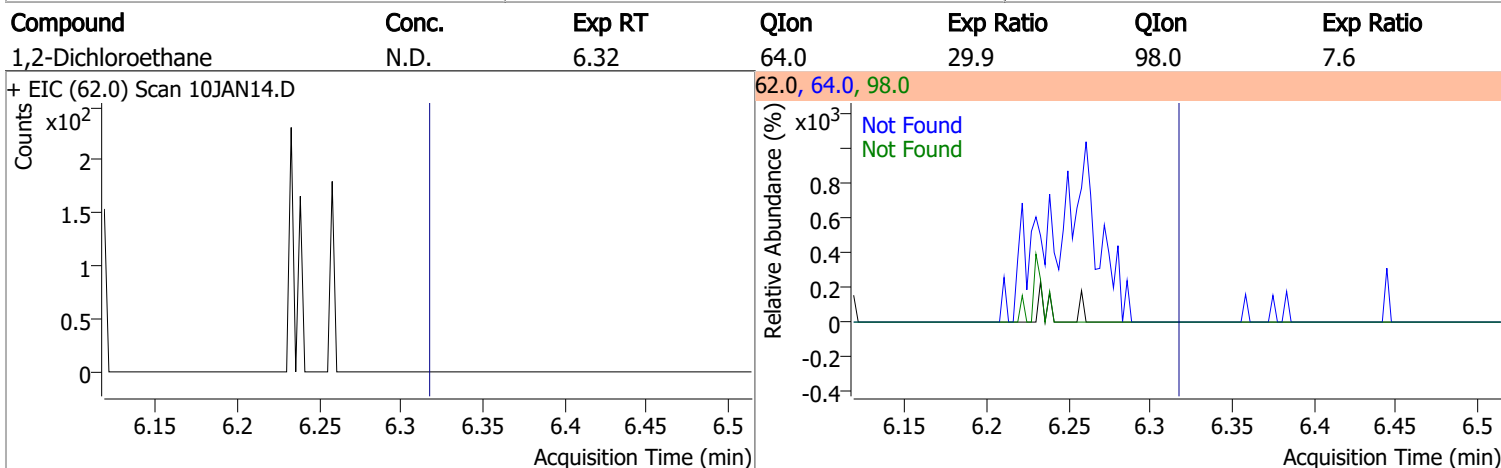 Compound Conc. Exp RT QIon Exp Ratio QIon Exp Ratio
1,2-Dichloroethane N.D. 6.32 64.0 29.9 98.0 7.6
+ EIC (62.0) Scan 10JAN14.D
Counts
x10²
2
1.5
1
0.5
0
6.15 6.2 6.25 6.3 6.35 6.4 6.45 6.5
Acquisition Time (min)
62.0, 64.0, 98.0
Relative Abundance (%)
x10³
Not Found
Not Found
0.8
0.6
0.4
0.2
0
-0.2
-0.4
6.15 6.2 6.25 6.3 6.35 6.4 6.45 6.5
Acquisition Time (min)